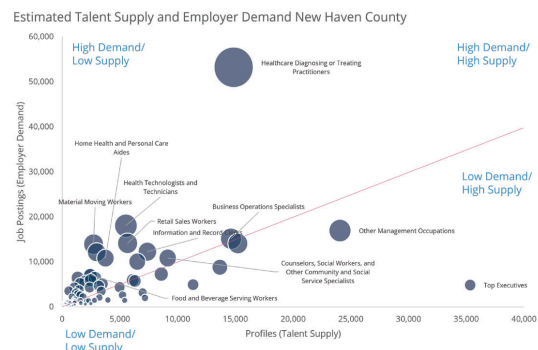 Estimated Talent Supply and Employer Demand New Haven County
60,000
High Demand/
Low Supply
High Demand/
High Supply
50,000
Healthcare Diagnosing or Treating
Practitioners
40,000
Home Health and Personal Care
Aides
Job Postings (Employer Demand)
30,000
Health Technologists and
Technicians
Low Demand/
High Supply
Material Moving Workers
Business Operations Specialists
20,000
Retail Sales Workers
Information and Record
Other Management Occupations
10,000
Counselors, Social Workers, and
Other Community and Social
Service Specialists
Food and Beverage Serving Workers
Top Executives
0
0
5,000
10,000
15,000
20,000
25,000
30,000
35,000
40,000
Profiles (Talent Supply)
Low Demand/
Low Supply